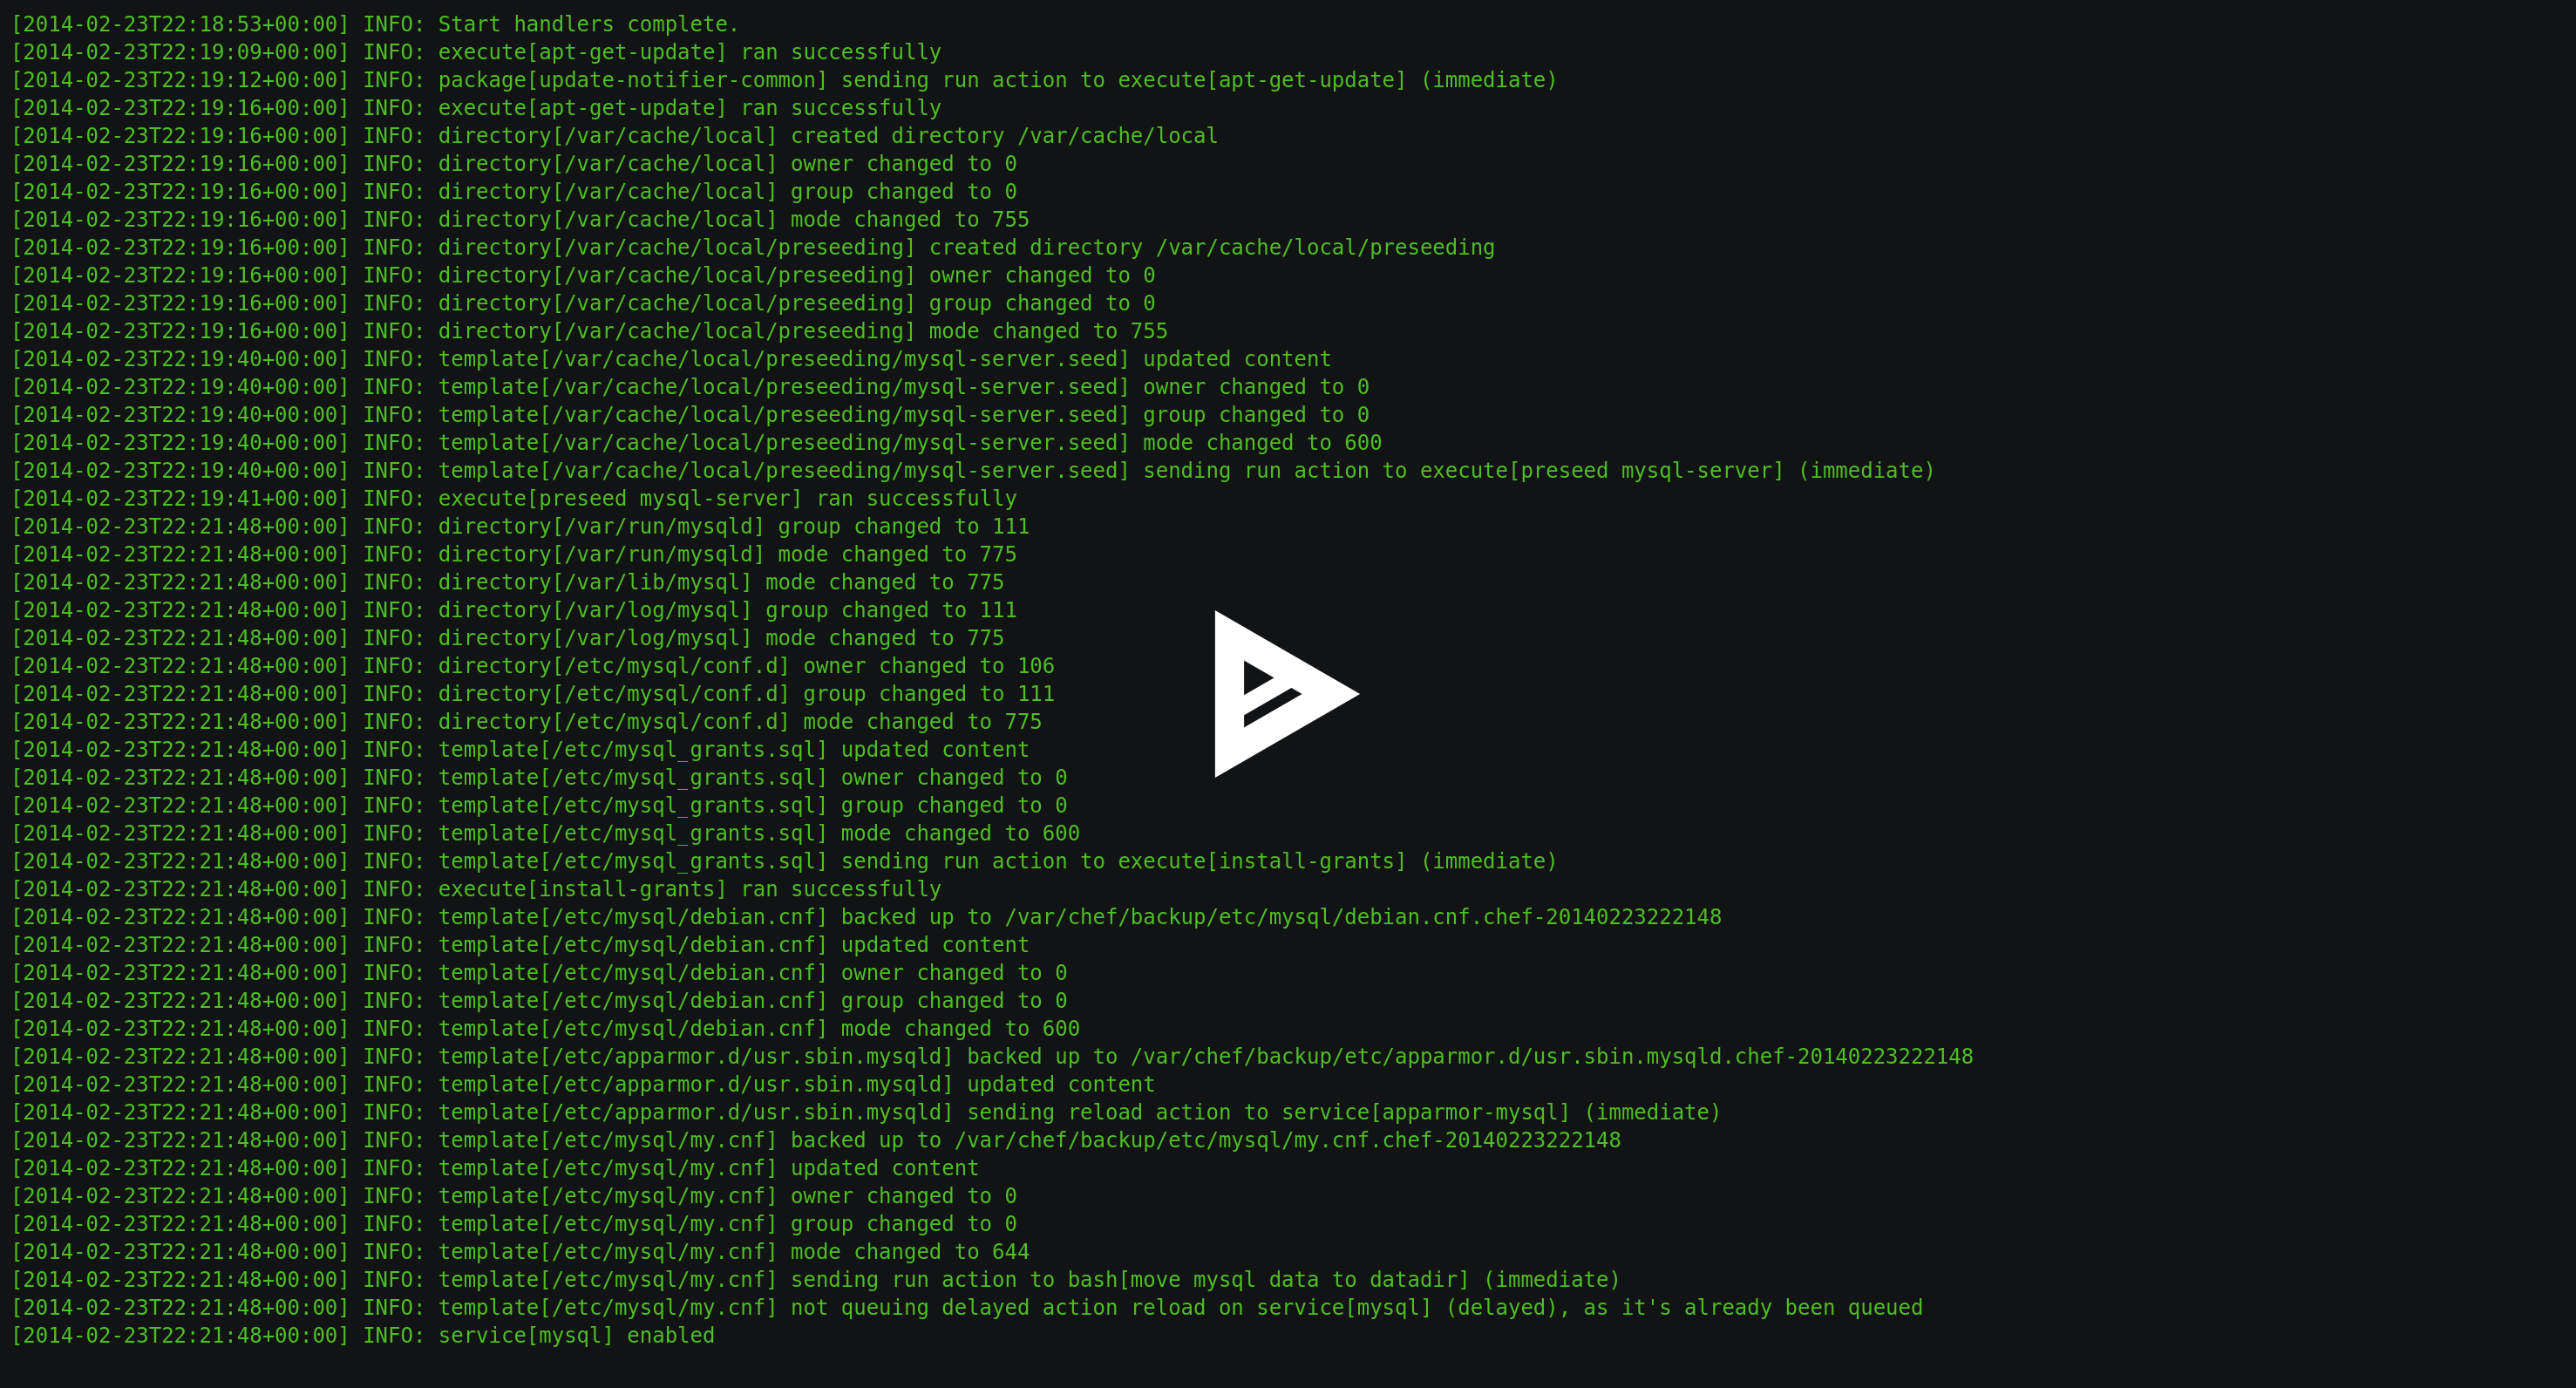 [2014-02-23T22:18:53+00:00] INFO: Start handlers complete.
[2014-02-23T22:19:09+00:00] INFO: execute[apt-get-update] ran successfully
[2014-02-23T22:19:12+00:00] INFO: package[update-notifier-common] sending run action to execute[apt-get-update] (immediate)
[2014-02-23T22:19:16+00:00] INFO: execute[apt-get-update] ran successfully
[2014-02-23T22:19:16+00:00] INFO: directory[/var/cache/local] created directory /var/cache/local
[2014-02-23T22:19:16+00:00] INFO: directory[/var/cache/local] owner changed to 0
[2014-02-23T22:19:16+00:00] INFO: directory[/var/cache/local] group changed to 0
[2014-02-23T22:19:16+00:00] INFO: directory[/var/cache/local] mode changed to 755
[2014-02-23T22:19:16+00:00] INFO: directory[/var/cache/local/preseeding] created directory /var/cache/local/preseeding
[2014-02-23T22:19:16+00:00] INFO: directory[/var/cache/local/preseeding] owner changed to 0
[2014-02-23T22:19:16+00:00] INFO: directory[/var/cache/local/preseeding] group changed to 0
[2014-02-23T22:19:16+00:00] INFO: directory[/var/cache/local/preseeding] mode changed to 755
[2014-02-23T22:19:40+00:00] INFO: template[/var/cache/local/preseeding/mysql-server.seed] updated content
[2014-02-23T22:19:40+00:00] INFO: template[/var/cache/local/preseeding/mysql-server.seed] owner changed to 0
[2014-02-23T22:19:40+00:00] INFO: template[/var/cache/local/preseeding/mysql-server.seed] group changed to 0
[2014-02-23T22:19:40+00:00] INFO: template[/var/cache/local/preseeding/mysql-server.seed] mode changed to 600
[2014-02-23T22:19:40+00:00] INFO: template[/var/cache/local/preseeding/mysql-server.seed] sending run action to execute[preseed mysql-server] (immediate)
[2014-02-23T22:19:41+00:00] INFO: execute[preseed mysql-server] ran successfully
[2014-02-23T22:21:48+00:00] INFO: directory[/var/run/mysqld] group changed to 111
[2014-02-23T22:21:48+00:00] INFO: directory[/var/run/mysqld] mode changed to 775
[2014-02-23T22:21:48+00:00] INFO: directory[/var/lib/mysql] mode changed to 775
[2014-02-23T22:21:48+00:00] INFO: directory[/var/log/mysql] group changed to 111
[2014-02-23T22:21:48+00:00] INFO: directory[/var/log/mysql] mode changed to 775
[2014-02-23T22:21:48+00:00] INFO: directory[/etc/mysql/conf.d] owner changed to 106
[2014-02-23T22:21:48+00:00] INFO: directory[/etc/mysql/conf.d] group changed to 111
[2014-02-23T22:21:48+00:00] INFO: directory[/etc/mysql/conf.d] mode changed to 775
[2014-02-23T22:21:48+00:00] INFO: template[/etc/mysql_grants.sql] updated content
[2014-02-23T22:21:48+00:00] INFO: template[/etc/mysql_grants.sql] owner changed to 0
[2014-02-23T22:21:48+00:00] INFO: template[/etc/mysql_grants.sql] group changed to 0
[2014-02-23T22:21:48+00:00] INFO: template[/etc/mysql_grants.sql] mode changed to 600
[2014-02-23T22:21:48+00:00] INFO: template[/etc/mysql_grants.sql] sending run action to execute[install-grants] (immediate)
[2014-02-23T22:21:48+00:00] INFO: execute[install-grants] ran successfully
[2014-02-23T22:21:48+00:00] INFO: template[/etc/mysql/debian.cnf] backed up to /var/chef/backup/etc/mysql/debian.cnf.chef-20140223222148
[2014-02-23T22:21:48+00:00] INFO: template[/etc/mysql/debian.cnf] updated content
[2014-02-23T22:21:48+00:00] INFO: template[/etc/mysql/debian.cnf] owner changed to 0
[2014-02-23T22:21:48+00:00] INFO: template[/etc/mysql/debian.cnf] group changed to 0
[2014-02-23T22:21:48+00:00] INFO: template[/etc/mysql/debian.cnf] mode changed to 600
[2014-02-23T22:21:48+00:00] INFO: template[/etc/apparmor.d/usr.sbin.mysqld] backed up to /var/chef/backup/etc/apparmor.d/usr.sbin.mysqld.chef-20140223222148
[2014-02-23T22:21:48+00:00] INFO: template[/etc/apparmor.d/usr.sbin.mysqld] updated content
[2014-02-23T22:21:48+00:00] INFO: template[/etc/apparmor.d/usr.sbin.mysqld] sending reload action to service[apparmor-mysql] (immediate)
[2014-02-23T22:21:48+00:00] INFO: template[/etc/mysql/my.cnf] backed up to /var/chef/backup/etc/mysql/my.cnf.chef-20140223222148
[2014-02-23T22:21:48+00:00] INFO: template[/etc/mysql/my.cnf] updated content
[2014-02-23T22:21:48+00:00] INFO: template[/etc/mysql/my.cnf] owner changed to 0
[2014-02-23T22:21:48+00:00] INFO: template[/etc/mysql/my.cnf] group changed to 0
[2014-02-23T22:21:48+00:00] INFO: template[/etc/mysql/my.cnf] mode changed to 644
[2014-02-23T22:21:48+00:00] INFO: template[/etc/mysql/my.cnf] sending run action to bash[move mysql data to datadir] (immediate)
[2014-02-23T22:21:48+00:00] INFO: template[/etc/mysql/my.cnf] not queuing delayed action reload on service[mysql] (delayed), as it's already been queued
[2014-02-23T22:21:48+00:00] INFO: service[mysql] enabled